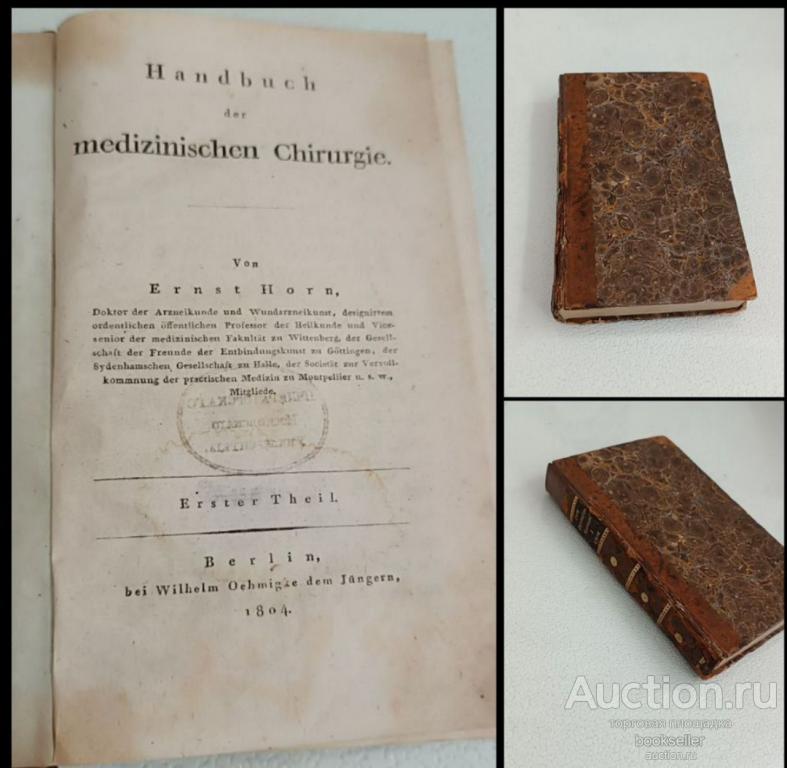 Handbuch
der
medizinischen Chirurgie.
Von
Ernst Horn,
Doktor der Arzneikunde und Wundarzneikunst, designirtem
ordentlichen öffentlichen Professor der Heilkunde und Vice-
senior der medizinischen Fakultät zu Wittenberg, der Gesell-
schaft der Freunde der Entbindungskunst zu Göttingen, der
Sydenhamschen Gesellschaft zu Halle, der Societät zur Vervoll-
kommnung der practischen Medizin zu Montpellier u. s. w.,
Mitgliede.
Erster Theil.
Berlin,
bei Wilhelm Oehmigke dem Jüngern,
1804.
Auction.ru
торговая площадка
bookseller
auction.ru